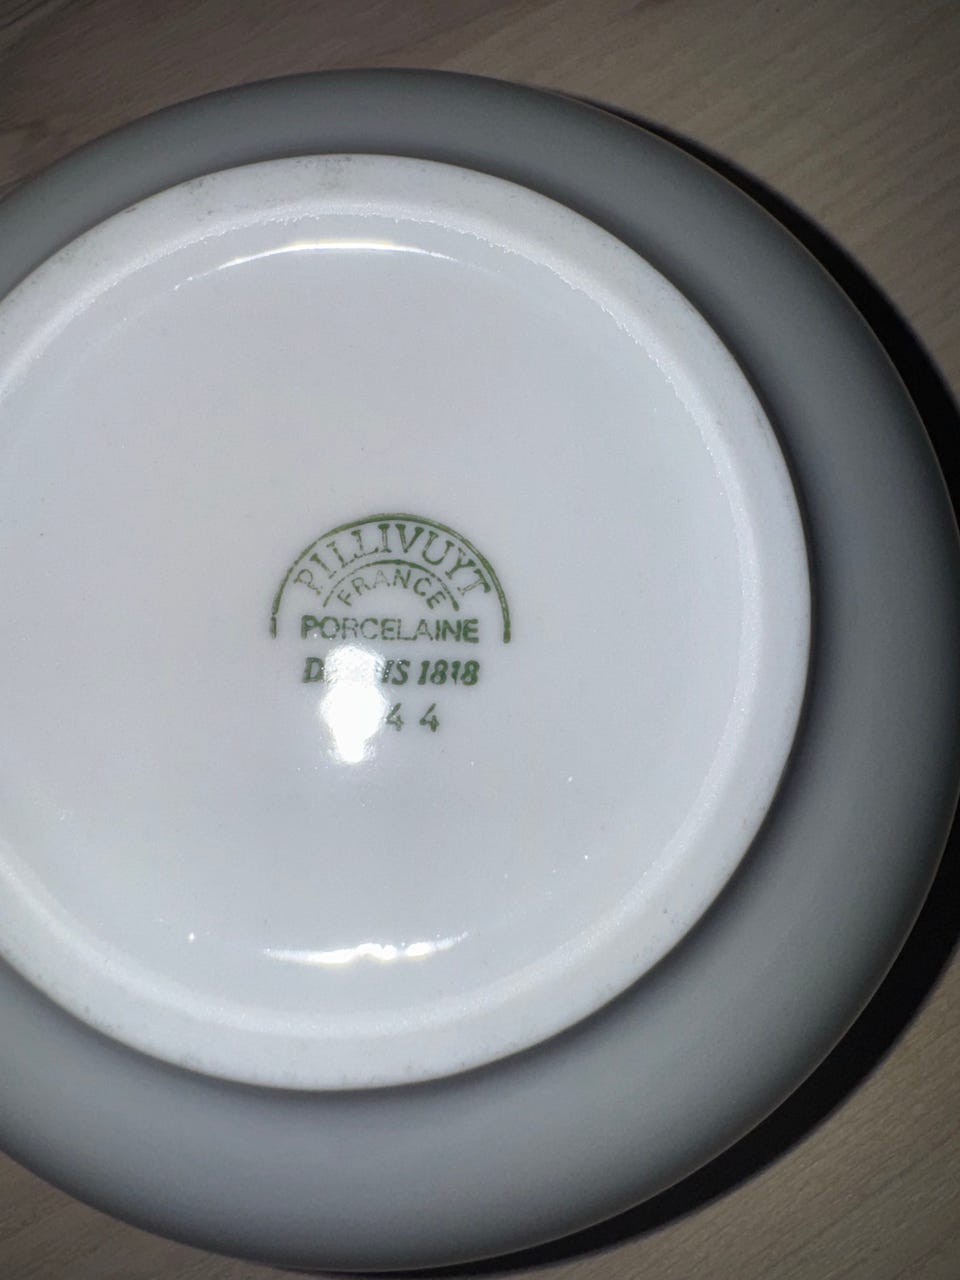 PILLIVUYT
FRANCE
PORCELAINE
1818
44